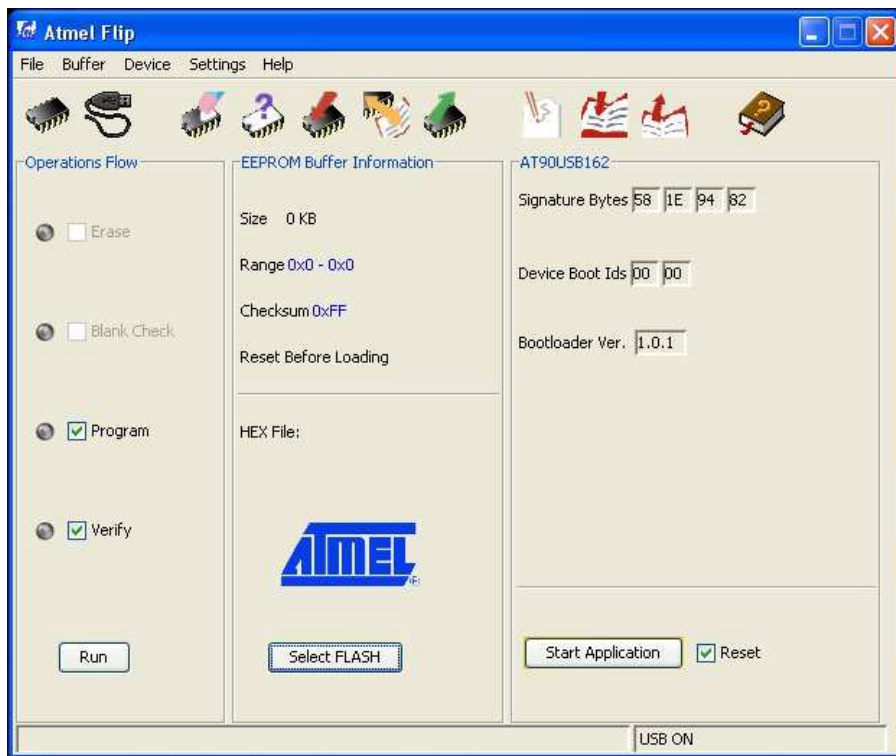 Atmel Flip
File Buffer Device Settings Help
Operations Flow
Erase
Blank Check
Program
Verify
Run
EEPROM Buffer Information
Size 0 KB
Range 0x0 - 0x0
Checksum 0xFF
Reset Before Loading
HEX File:
ATMEL
Select FLASH
AT90USB162
Signature Bytes 58 1E 94 82
Device Boot Ids 00 00
Bootloader Ver. 1.0.1
Start Application Reset
USB ON